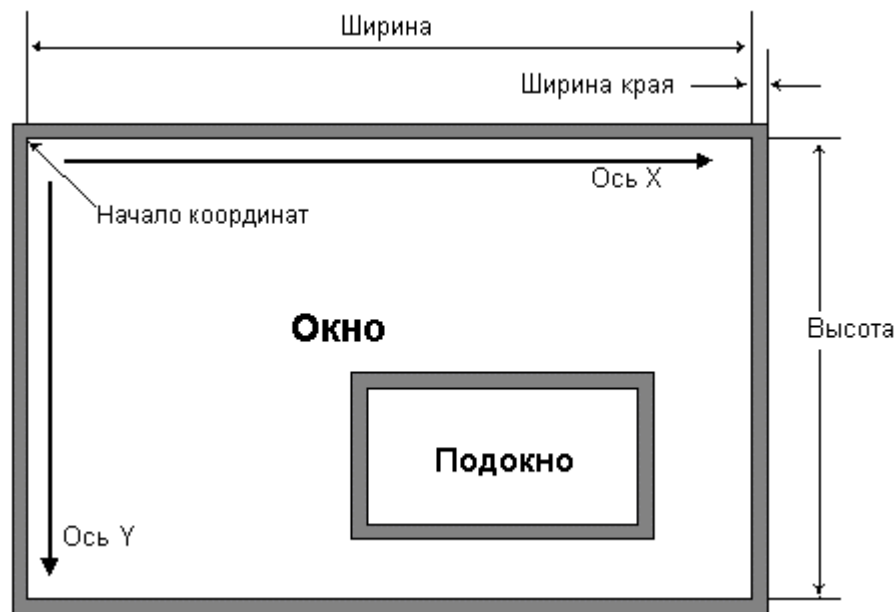 Ширина
Ширина края
Ось X
Начало координат
Окно
Высота
Подокно
Ось Y